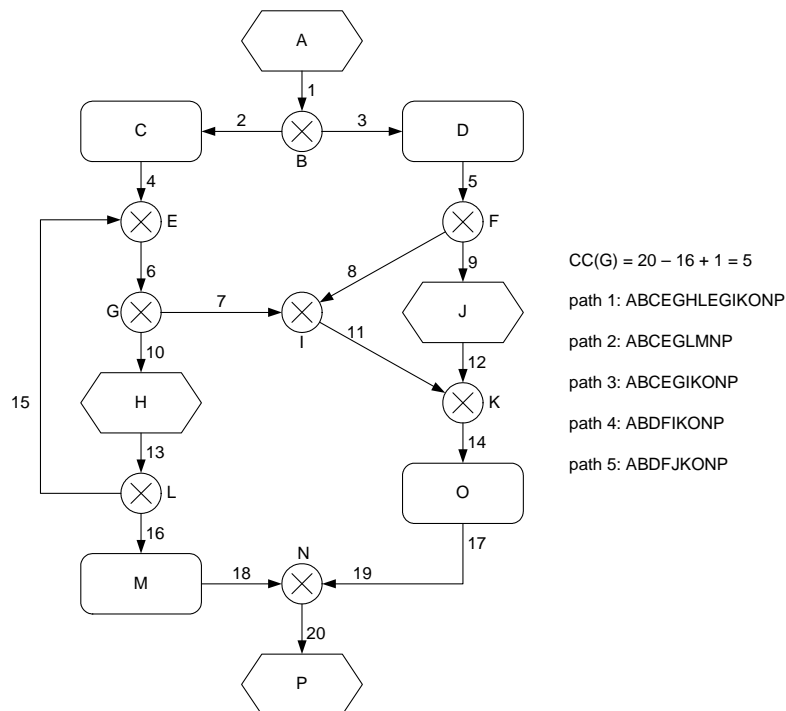 A
1
C
2
3
D
B
4
5
E
F
6
8
9
G
7
I
J
10
11
12
15
H
K
13
14
L
O
16
17
N
M
18
19
20
P
CC(G) = 20 – 16 + 1 = 5
path 1: ABCEGHLEGIKONP
path 2: ABCEGLMNP
path 3: ABCEGIKONP
path 4: ABDFIKONP
path 5: ABDFJKONP